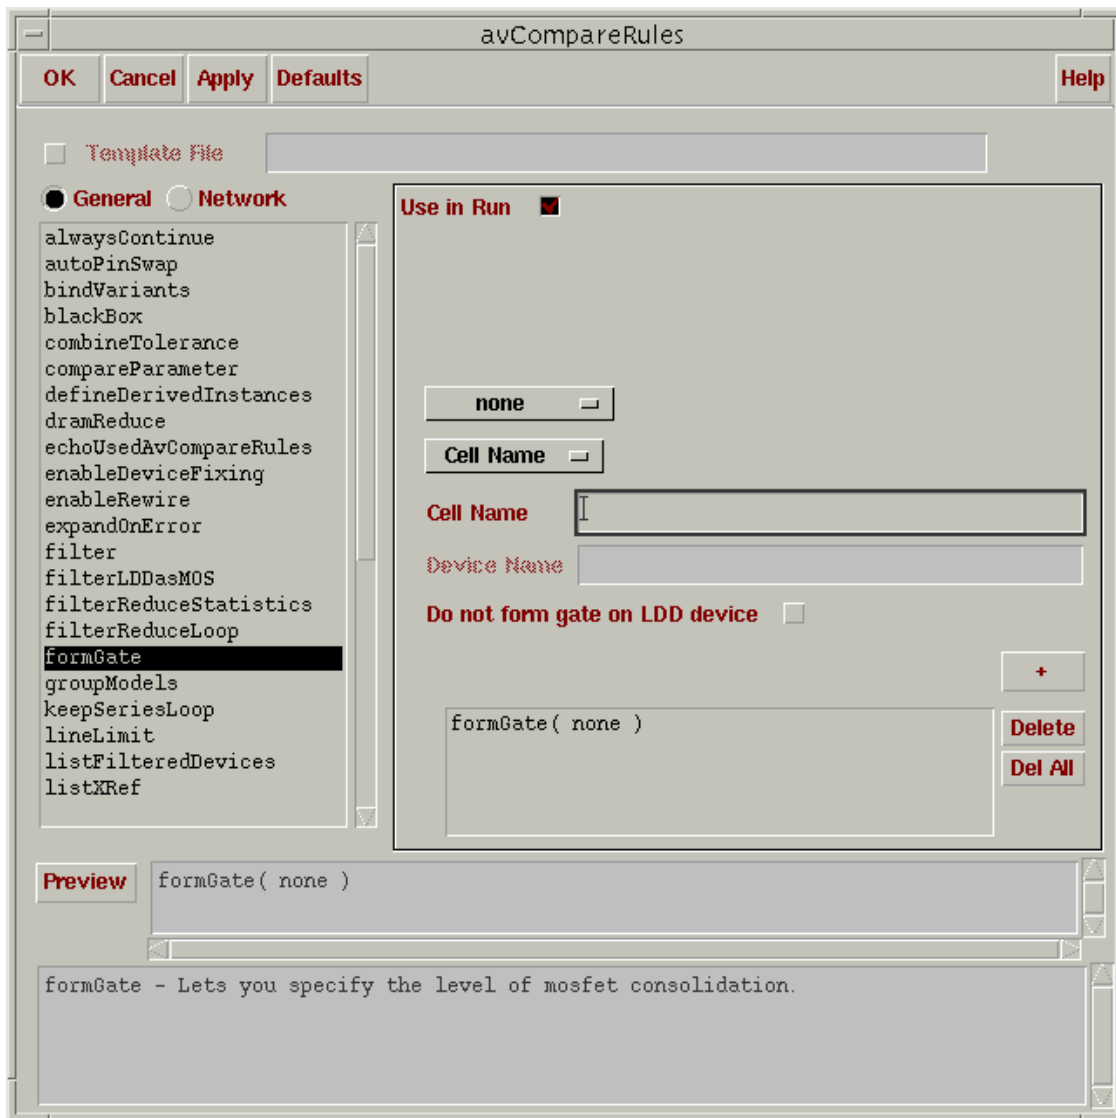 avCompareRules
OK Cancel Apply Defaults Help
Template File
General Network
alwaysContinue
autoPinSwap
bindVariants
blackBox
combineTolerance
compareParameter
defineDerivedInstances
dramReduce
echoUsedAvCompareRules
enableDeviceFixing
enableRewire
expandOnError
filter
filterLDDasMOS
filterReduceStatistics
filterReduceLoop
formGate
groupModels
keepSeriesLoop
lineLimit
listFilteredDevices
listXRef
Use in Run
none
Cell Name
Cell Name
Device Name
Do not form gate on LDD device
+
formGate( none )
Delete
Del All
Preview
formGate( none )
formGate - Lets you specify the level of mosfet consolidation.